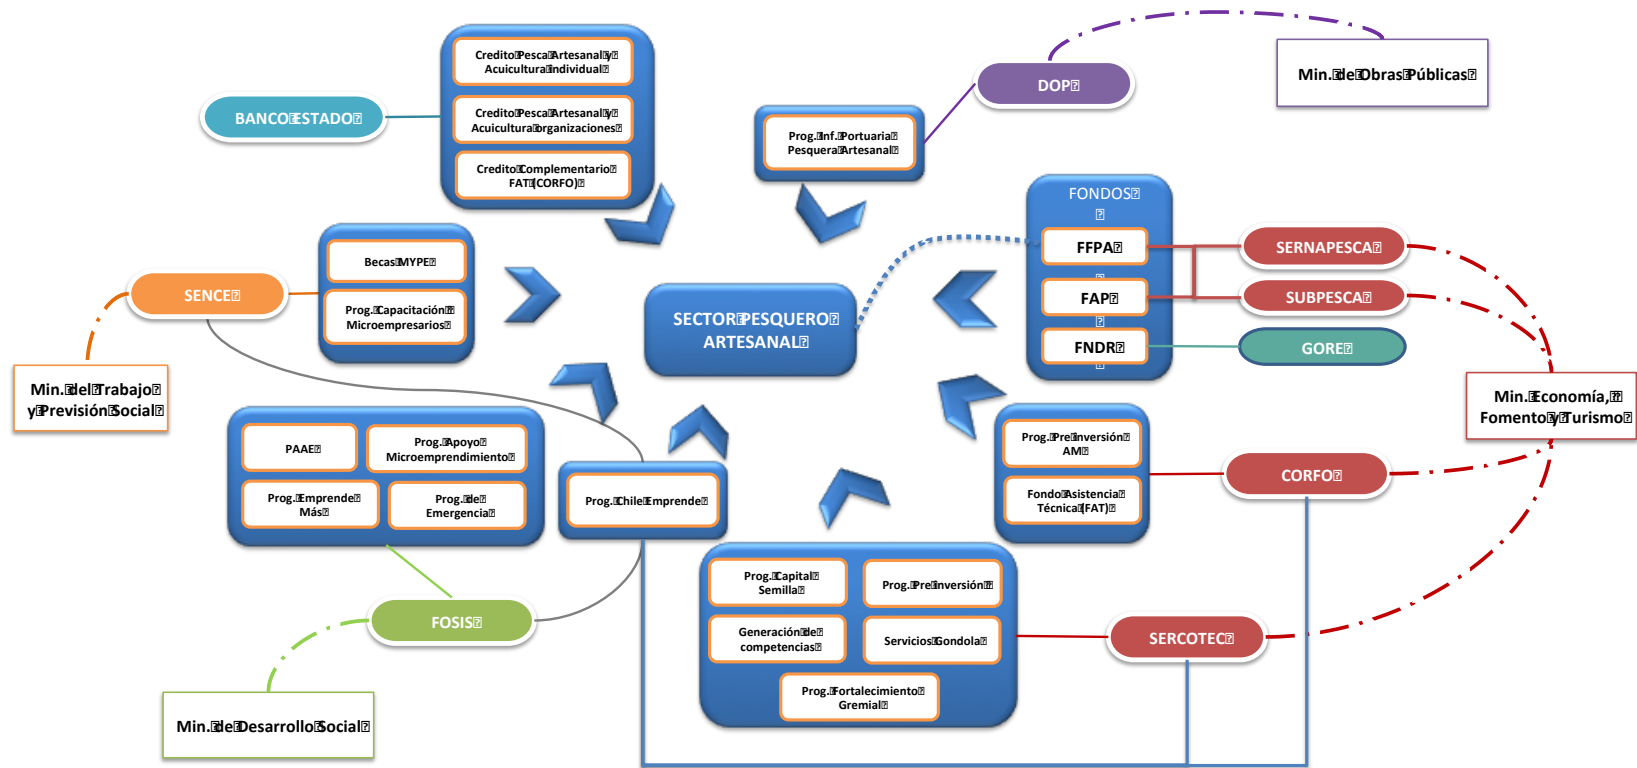 Credito Pesca Artesanal y
Acuicultura individual
Credito Pesca Artesanal y
Acuicultura organizaciones
Credito Complementario
FAT (CORFO)
BANCO ESTADO
DOP
Min. de Obras Públicas
Prog. Inf. Portuaria
Pesquera Artesanal
FONDOS
FFPA
FAP
FNDR
SERNAPESCA
SUBPESCA
GORE
Becas MYPE
Prog. Capacitación
Microempresarios
SENCE
SECTOR PESQUERO
ARTESANAL
Min. del Trabajo
y Previsión Social
Min. Economía,
Fomento y Turismo
PAAE
Prog. Apoyo
Microemprendimiento
Prog. Emprende
Más
Prog. de
Emergencia
Prog. Chile Emprende
Prog. Pre inversión
AM
Fondo Asistencia
Técnica (FAT)
CORFO
FOSIS
Prog. Capital
Semilla
Prog. Pre inversión
Generación de
competencias
Servicios Gondola
Prog. Fortalecimiento
Gremial
SERCOTEC
Min. de Desarrollo Social